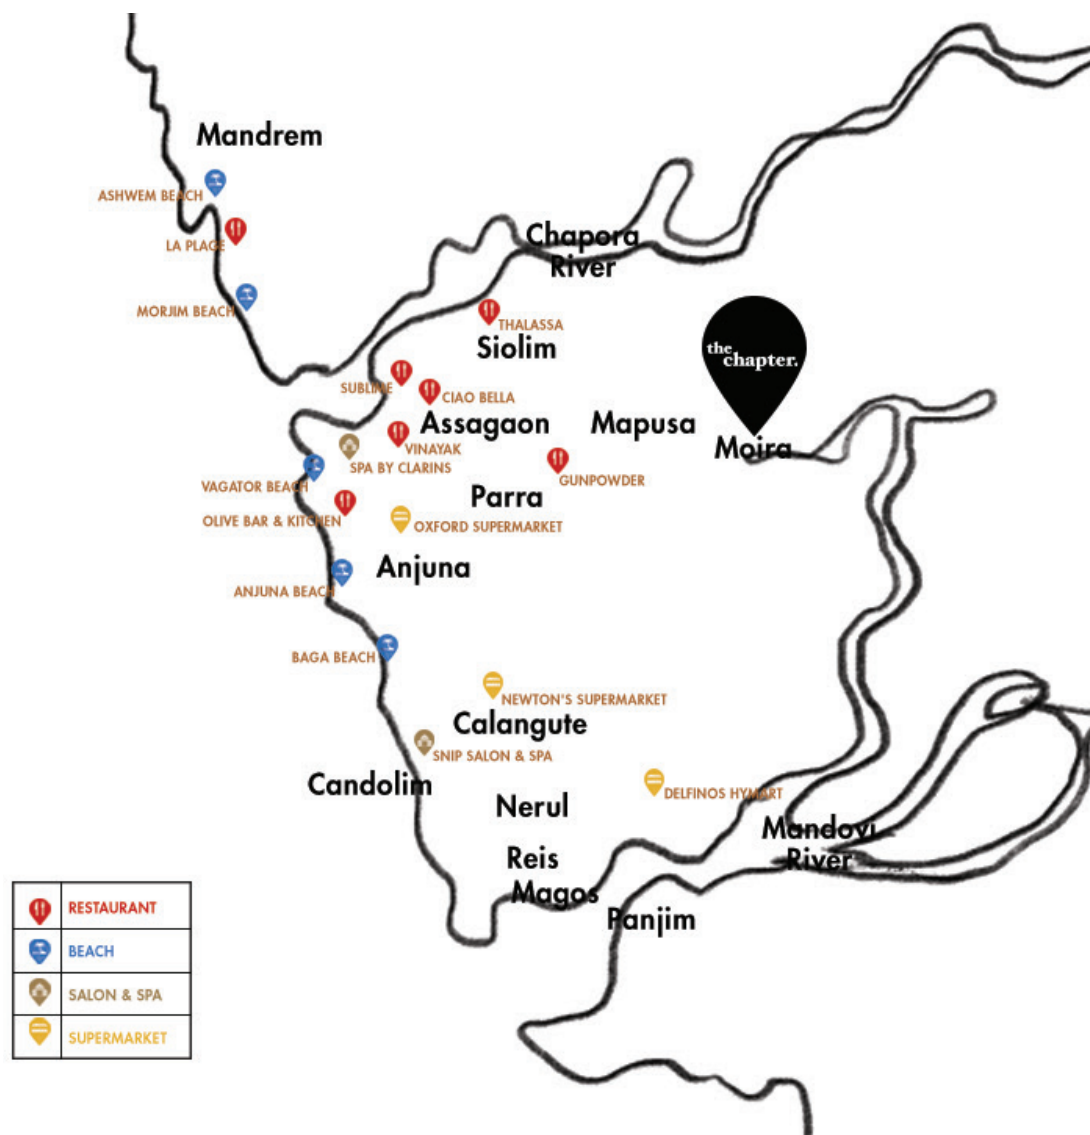 Mandrem
ASHWEM BEACH
LA PLAGE
Chapora
River
MORJIM BEACH
THALASSA
Siolim
the
chapter.
SUBLIME
CIAO BELLA
Assagaon
Mapusa
Moira
VINAYAK
SPA BY CLARINS
VAGATOR BEACH
GUNPOWDER
Parra
OLIVE BAR & KITCHEN
OXFORD SUPERMARKET
Anjuna
ANJUNA BEACH
BAGA BEACH
NEWTON'S SUPERMARKET
Calangute
SNIP SALON & SPA
Candolim
DELFINOS HYMART
Nerul
Mandovi
River
Reis
Magos
Panjim
RESTAURANT
BEACH
SALON & SPA
SUPERMARKET